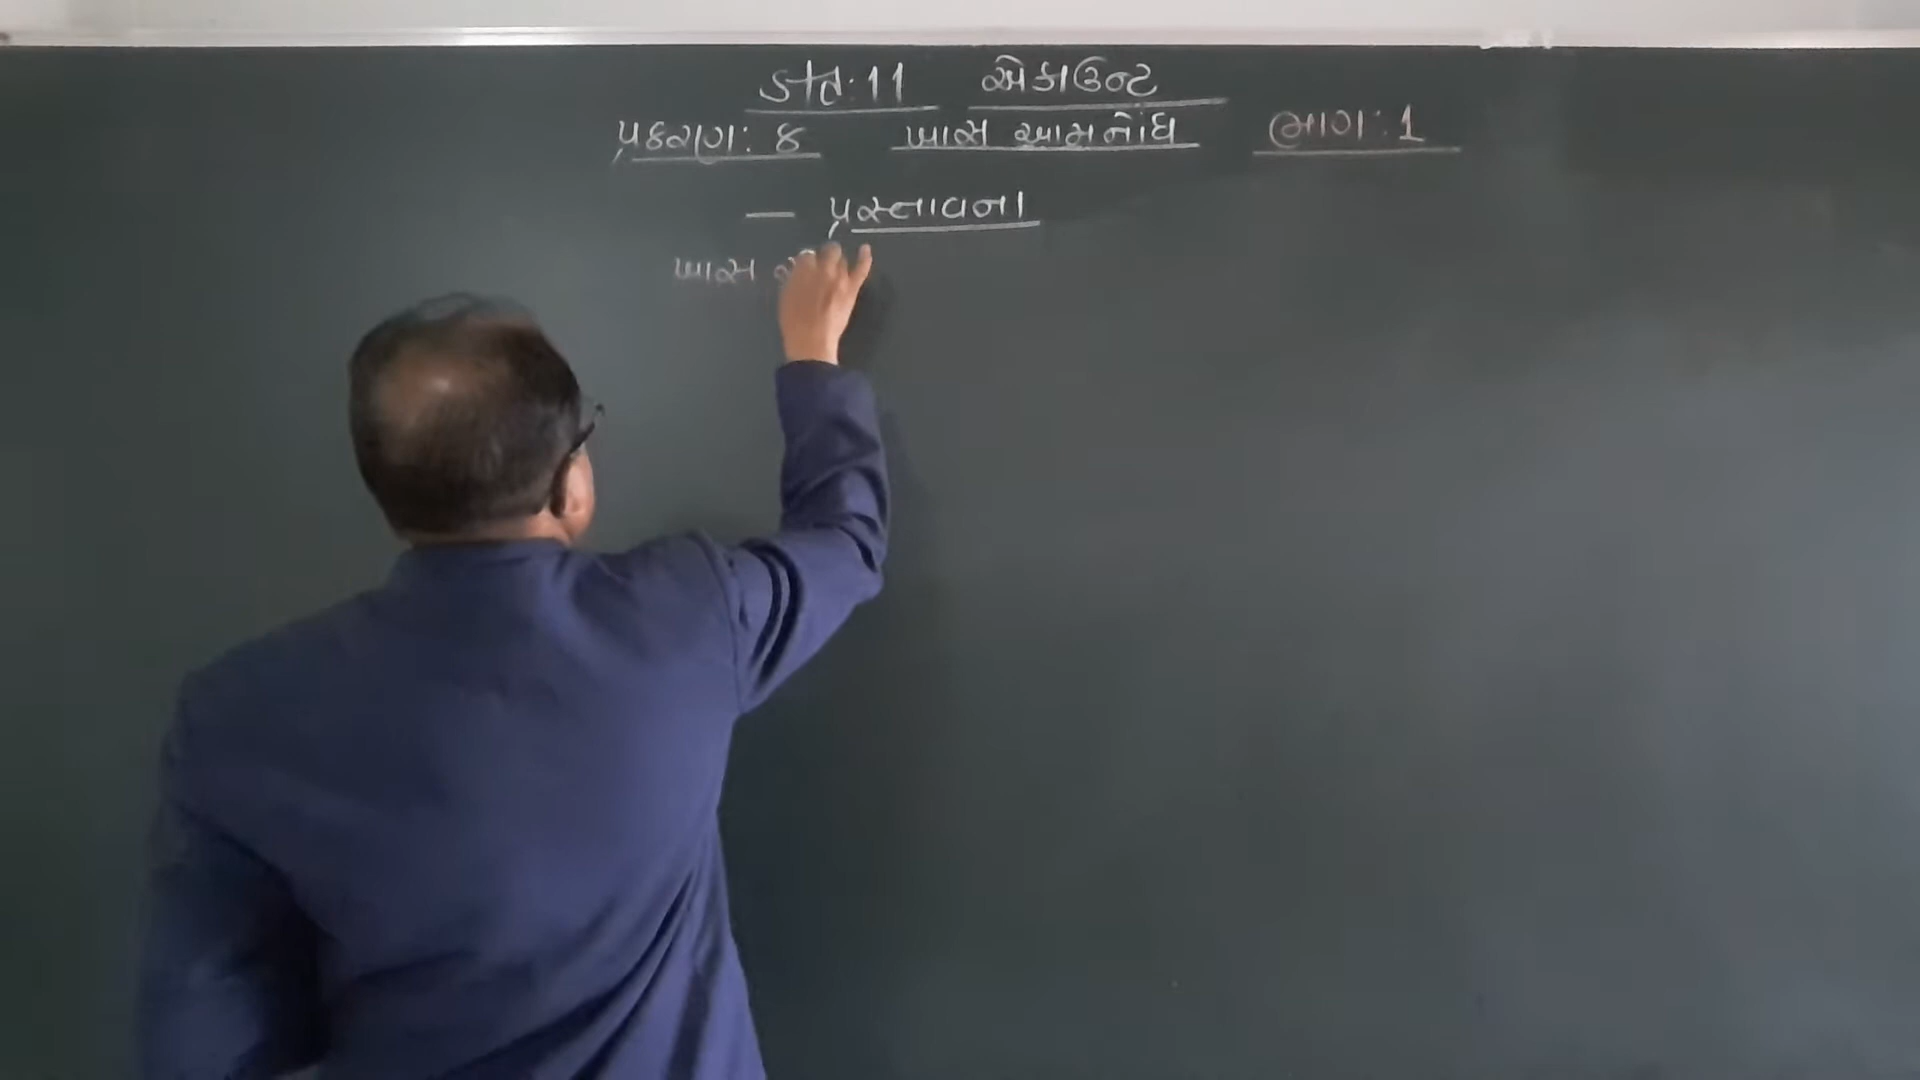 ધોરણ: 11 એકાઉન્ટ
પ્રકરણ: 8 ખાસ આમનોંધ ભાગ: 1
— પ્રસ્તાવના
ખાસ